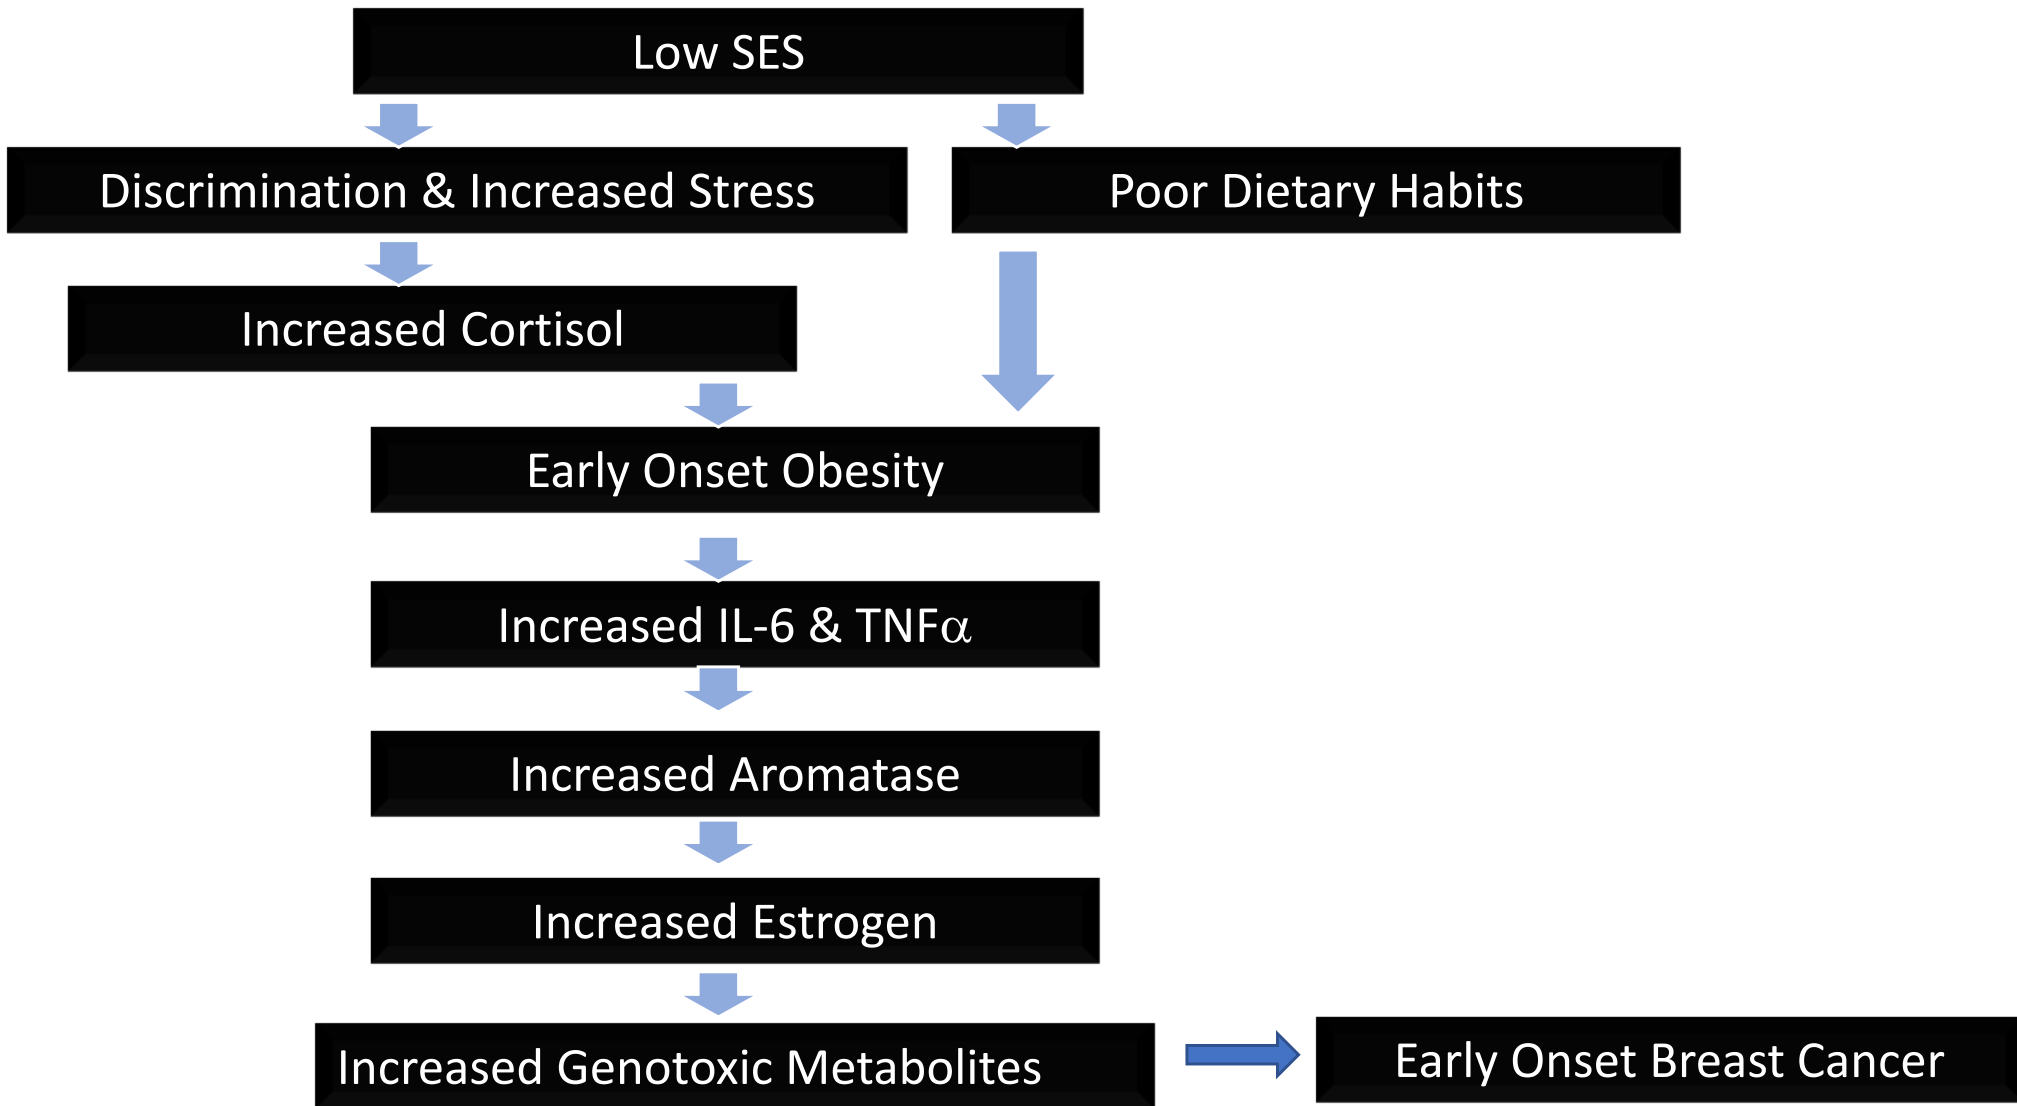 Low SES
Discrimination & Increased Stress
Poor Dietary Habits
Increased Cortisol
Early Onset Obesity
Increased IL-6 & TNFα
Increased Aromatase
Increased Estrogen
Increased Genotoxic Metabolites
Early Onset Breast Cancer